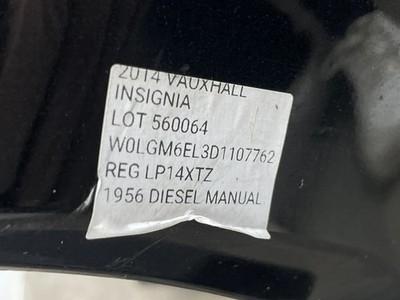 2014 VAUXHALL
INSIGNIA
LOT 560064
W0LGM6EL3D1107762
REG LP14XTZ
1956 DIESEL MANUAL